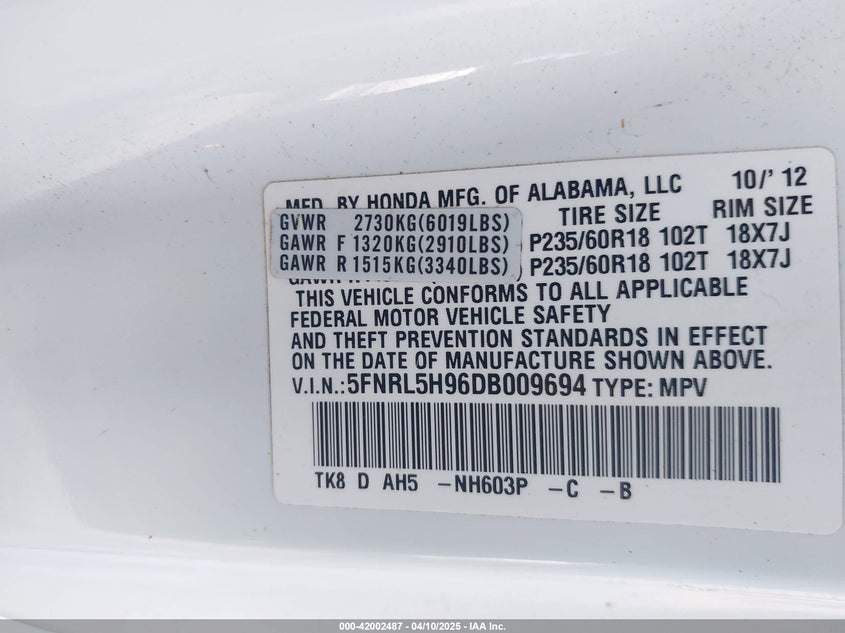 MFD. BY HONDA MFG. OF ALABAMA, LLC 10/' 12
GVWR 2730KG(6019LBS) TIRE SIZE RIM SIZE
GAWR F 1320KG(2910LBS) P235/60R18 102T 18X7J
GAWR R 1515KG(3340LBS) P235/60R18 102T 18X7J
THIS VEHICLE CONFORMS TO ALL APPLICABLE
FEDERAL MOTOR VEHICLE SAFETY
AND THEFT PREVENTION STANDARDS IN EFFECT
ON THE DATE OF MANUFACTURE SHOWN ABOVE.
V.I.N.:5FNRL5H96DB009694 TYPE: MPV
TK8 D AH5 -NH603P -C -B
000-42002487 - 04/10/2025 - IAA Inc.